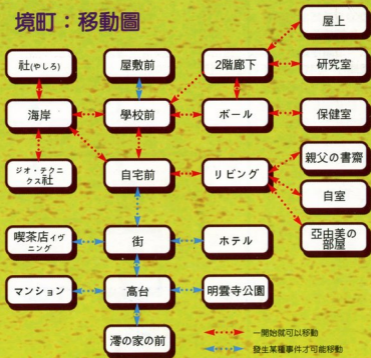 境町：移動圖
屋上
社(やしろ)
屋敷前
2階廊下
研究室
海岸
學校前
ボール
保健室
ジオ・テクニ
クス社
自宅前
リビング
親父の書齋
自室
亞由美の
部屋
喫茶店イヴ
ニング
街
ホテル
マンション
高台
明雲寺公園
澪の家の前
一開始就可以移動
發生某種事件才可能移動